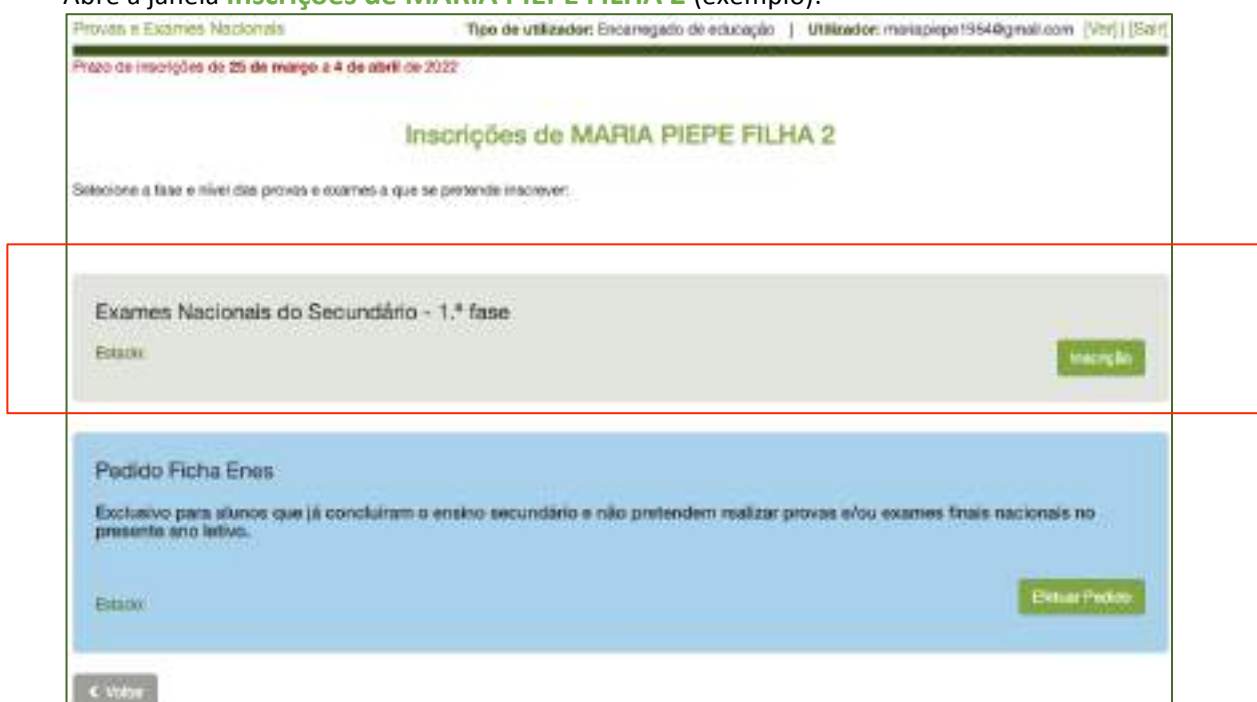 Abre a janela Inscrições de MARIA PIEPE FILHA 2 (exemplo).
Provas e Exames Nacionais Tipo de utilizador: Encarregado de educação | Utilizador: mariapiepe1954@gmail.com [Ver] | [Sair]
Prazo de inscrições de 25 de março a 4 de abril de 2022
Inscrições de MARIA PIEPE FILHA 2
Selecione a fase e nível das provas e exames a que se pretende inscrever:
Exames Nacionais do Secundário - 1.ª fase
Estado:
Inscrição
Pedido Ficha Enes
Exclusivo para alunos que já concluíram o ensino secundário e não pretendem realizar provas e/ou exames finais nacionais no
presente ano letivo.
Estado:
Efetuar Pedido
Voltar